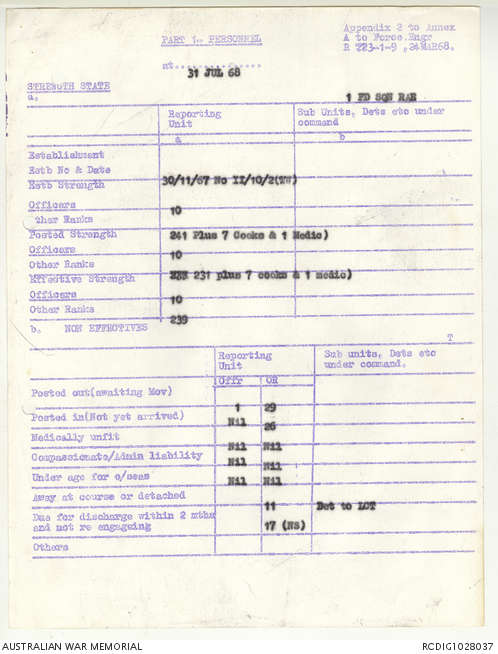 PART 1.. PERSONNEL
Appendix 2 to Annex
A to Force.Engr
R 223-1-9 ,24MAR68.
at..............
31 JUL 68
STRENGTH STATE
a.
1 FD SQN RAE
Reporting Unit
Sub Units, Dets etc under command
a b
Establishment
Estb No & Date
30/11/67 No II/10/2(TW)
Estb Strength
Officers
10
ther Ranks
241 Plus 7 Cooks & 1 Medic)
Posted Strength
Officers
10
Other Ranks
231 plus 7 cooks & 1 medic)
Effective Strength
Officers
10
Other Ranks
239
b. NON EFFECTIVES
T
Reporting Unit
Sub units, Dets etc under command.
Offr OR
Posted out(awaiting Mov)
1 29
Posted in(Not yet arrived)
Nil 26
Medically unfit
Nil Nil
Compassionate/Admin liability
Nil Nil
Under age for o/seas
Nil Nil
Away at course or detached
11 Det to LCT
Due for discharge within 2 mths
and not re engaging
17 (NS)
Others
AUSTRALIAN WAR MEMORIAL
RCDIG1028037